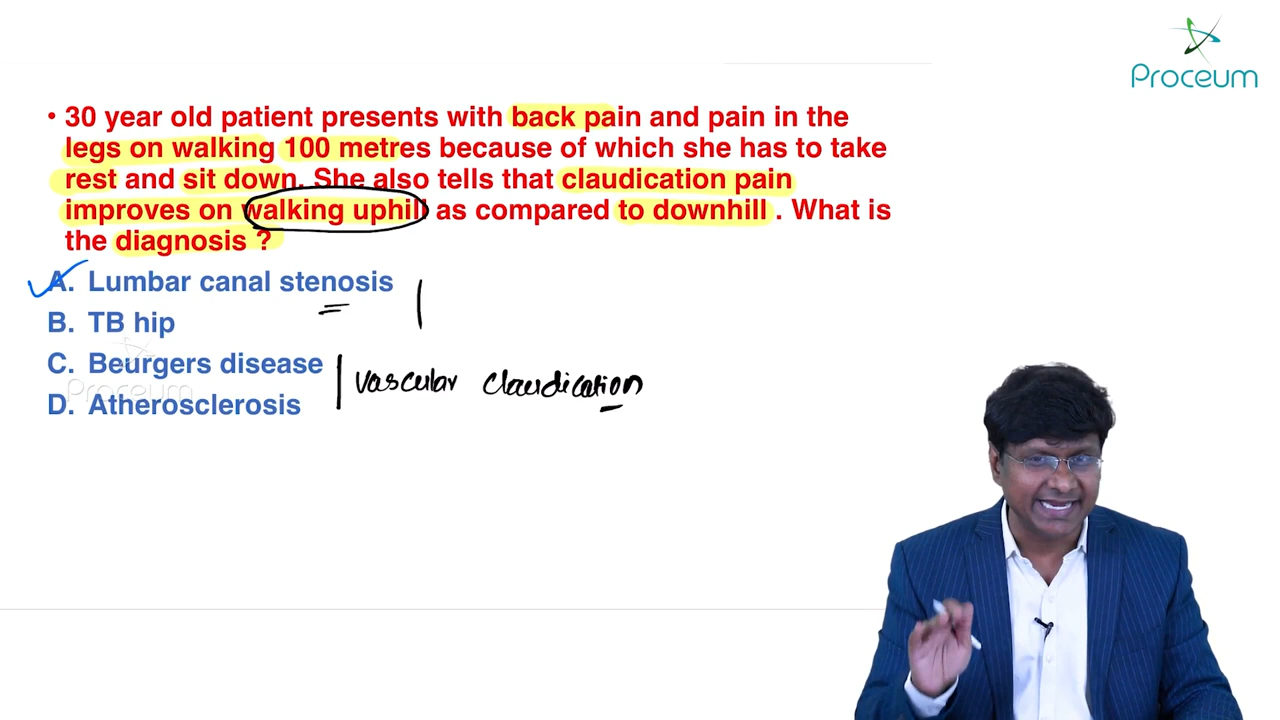 Proceum
• 30 year old patient presents with back pain and pain in the
legs on walking 100 metres because of which she has to take
rest and sit down. She also tells that claudication pain
improves on walking uphill as compared to downhill . What is
the diagnosis ?
A. Lumbar canal stenosis
B. TB hip
C. Beurgers disease
Proceum
D. Atherosclerosis
vascular claudication